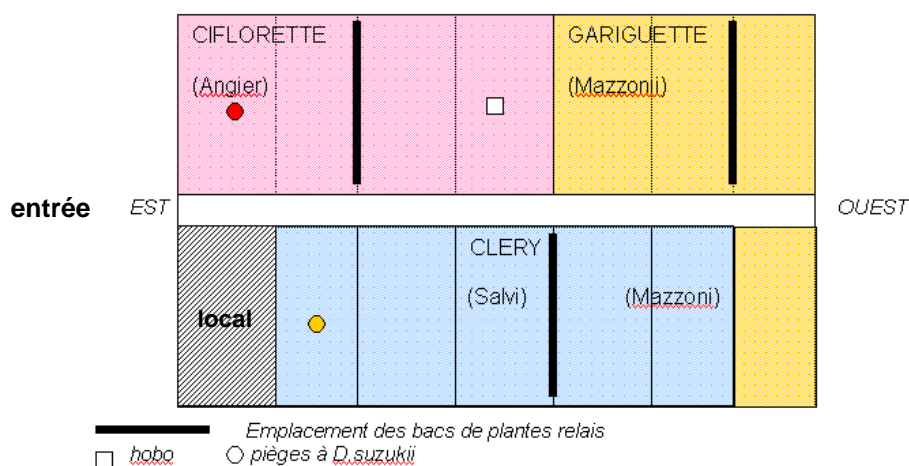 CIFLORETTE
GARIGUETTE
(Angier)
(Mazzonii)
entrée
EST
OUEST
CLERY
(Salvi)
(Mazzoni)
local
Emplacement des bacs de plantes relais
hobo
pièges à D.suzukii